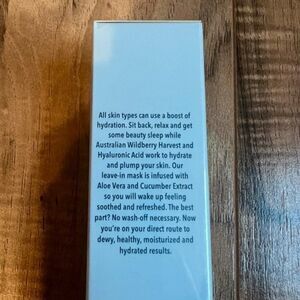 All skin types can use a boost of
hydration. Sit back, relax and get
some beauty sleep while
Australian Wildberry Harvest and
Hyaluronic Acid work to hydrate
and plump your skin. Our
leave-in mask is infused with
Aloe Vera and Cucumber Extract
so you will wake up feeling
soothed and refreshed. The best
part? No wash-off necessary. Now
you're on your direct route to
dewy, healthy, moisturized and
hydrated results.